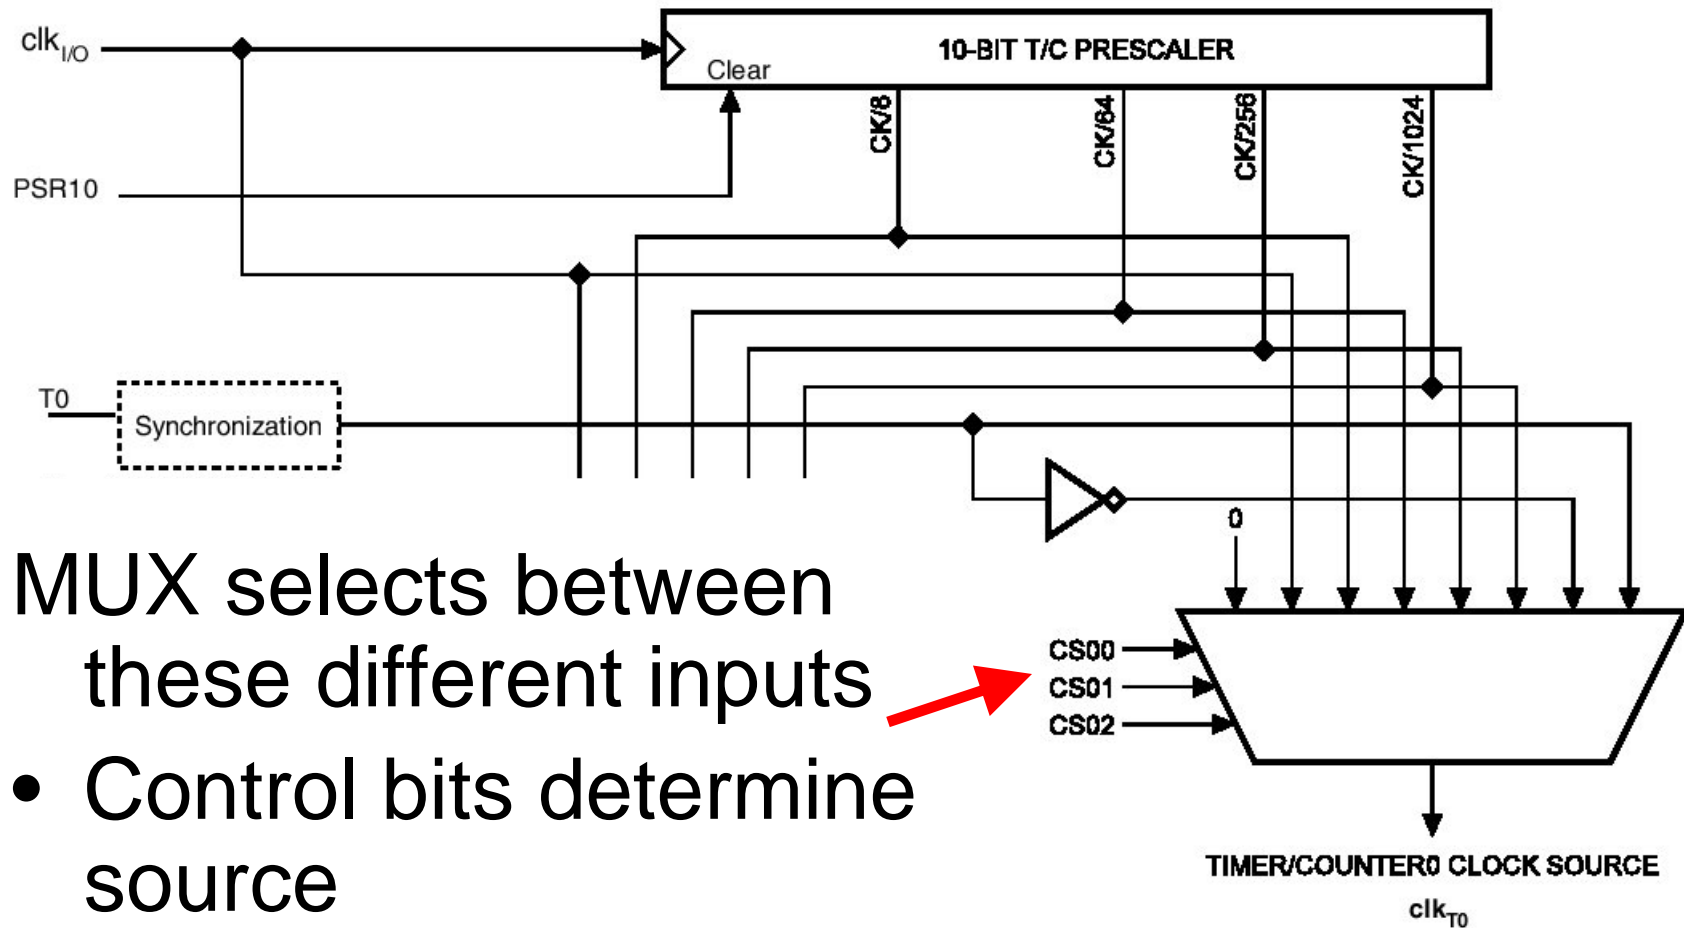 clkI/O
10-BIT T/C PRESCALER
Clear
CK/8
CK/64
CK/256
CK/1024
PSR10
T0
Synchronization
0
MUX selects between
these different inputs
CS00
CS01
CS02
• Control bits determine
source
TIMER/COUNTER0 CLOCK SOURCE
clkT0